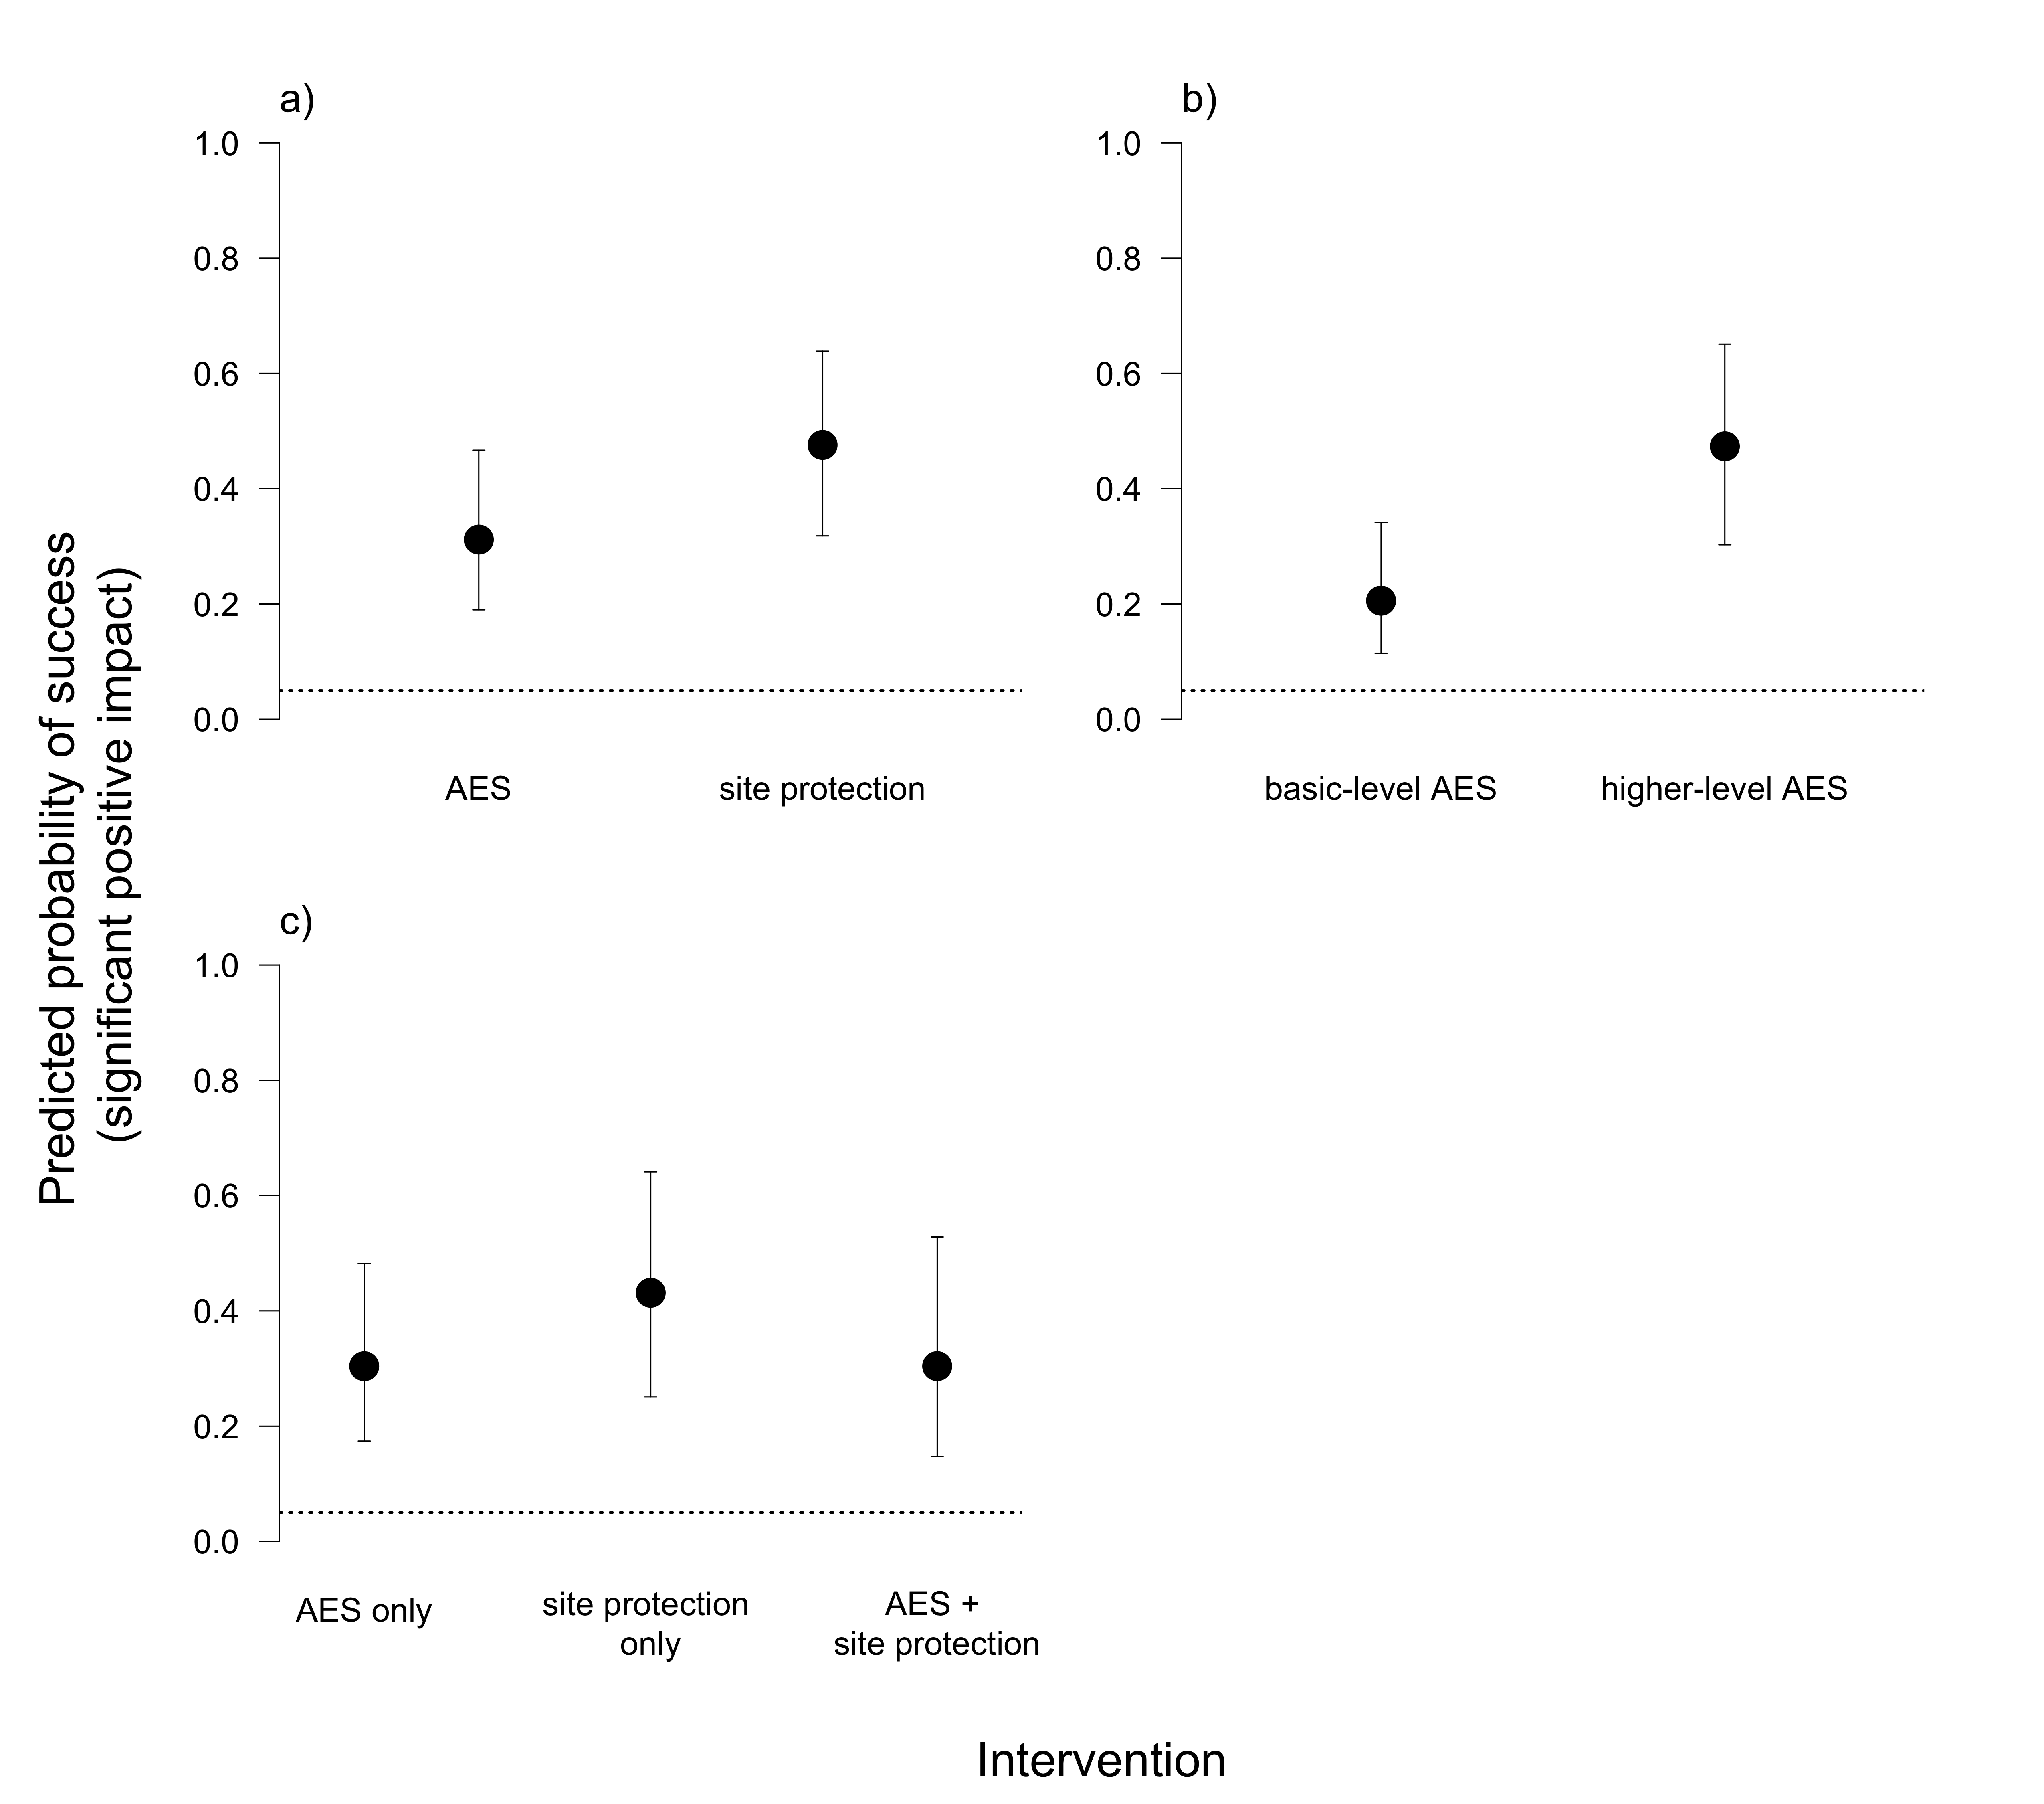 a)
1.0
0.8
0.6
0.4
0.2
0.0
AES
site protection
b)
1.0
0.8
0.6
0.4
0.2
0.0
basic-level AES
higher-level AES
Predicted probability of success
(significant positive impact)
c)
1.0
0.8
0.6
0.4
0.2
0.0
AES only
site protection
only
AES +
site protection
Intervention